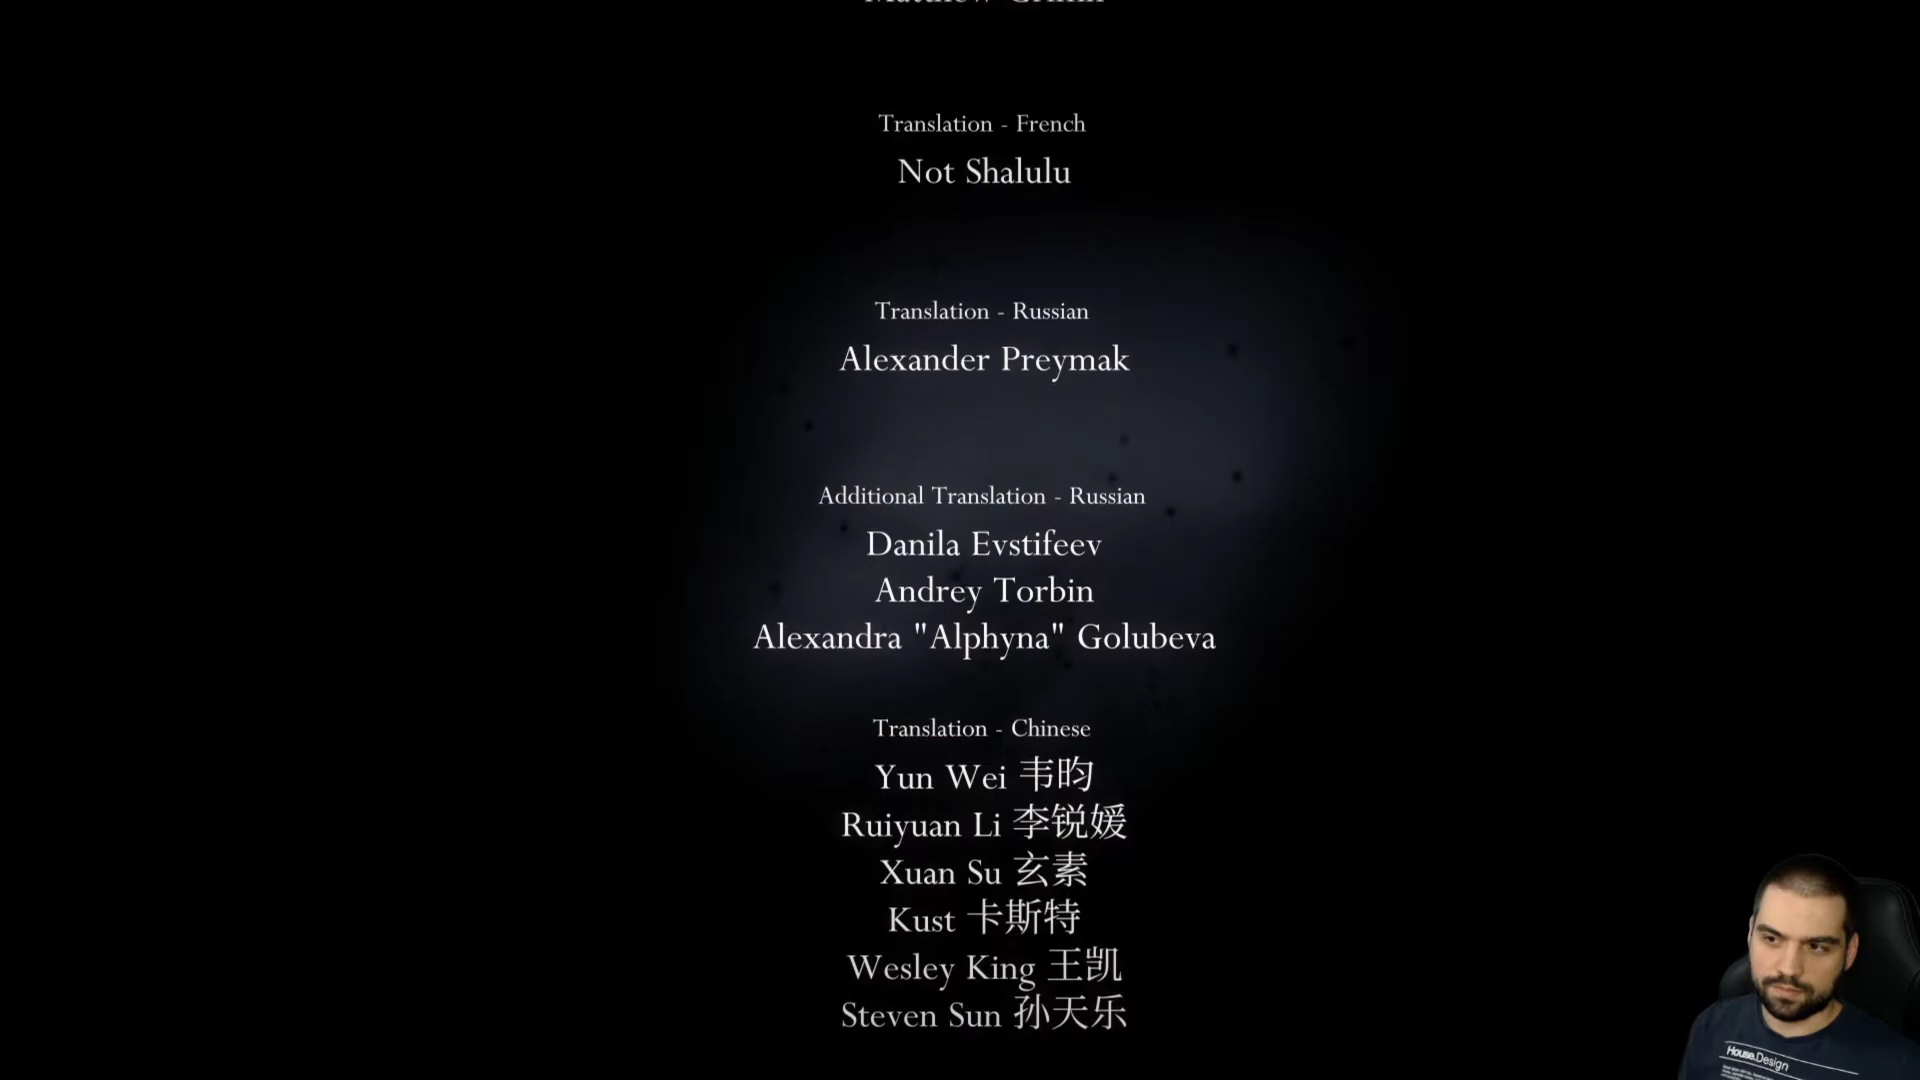 Translation - French
Not Shalulu
Translation - Russian
Alexander Preymak
Additional Translation - Russian
Danila Evstifeev
Andrey Torbin
Alexandra "Alphyna" Golubeva
Translation - Chinese
Yun Wei 韦昀
Ruiyuan Li 李锐媛
Xuan Su 玄素
Kust 卡斯特
Wesley King 王凯
Steven Sun 孙天乐
House.Design